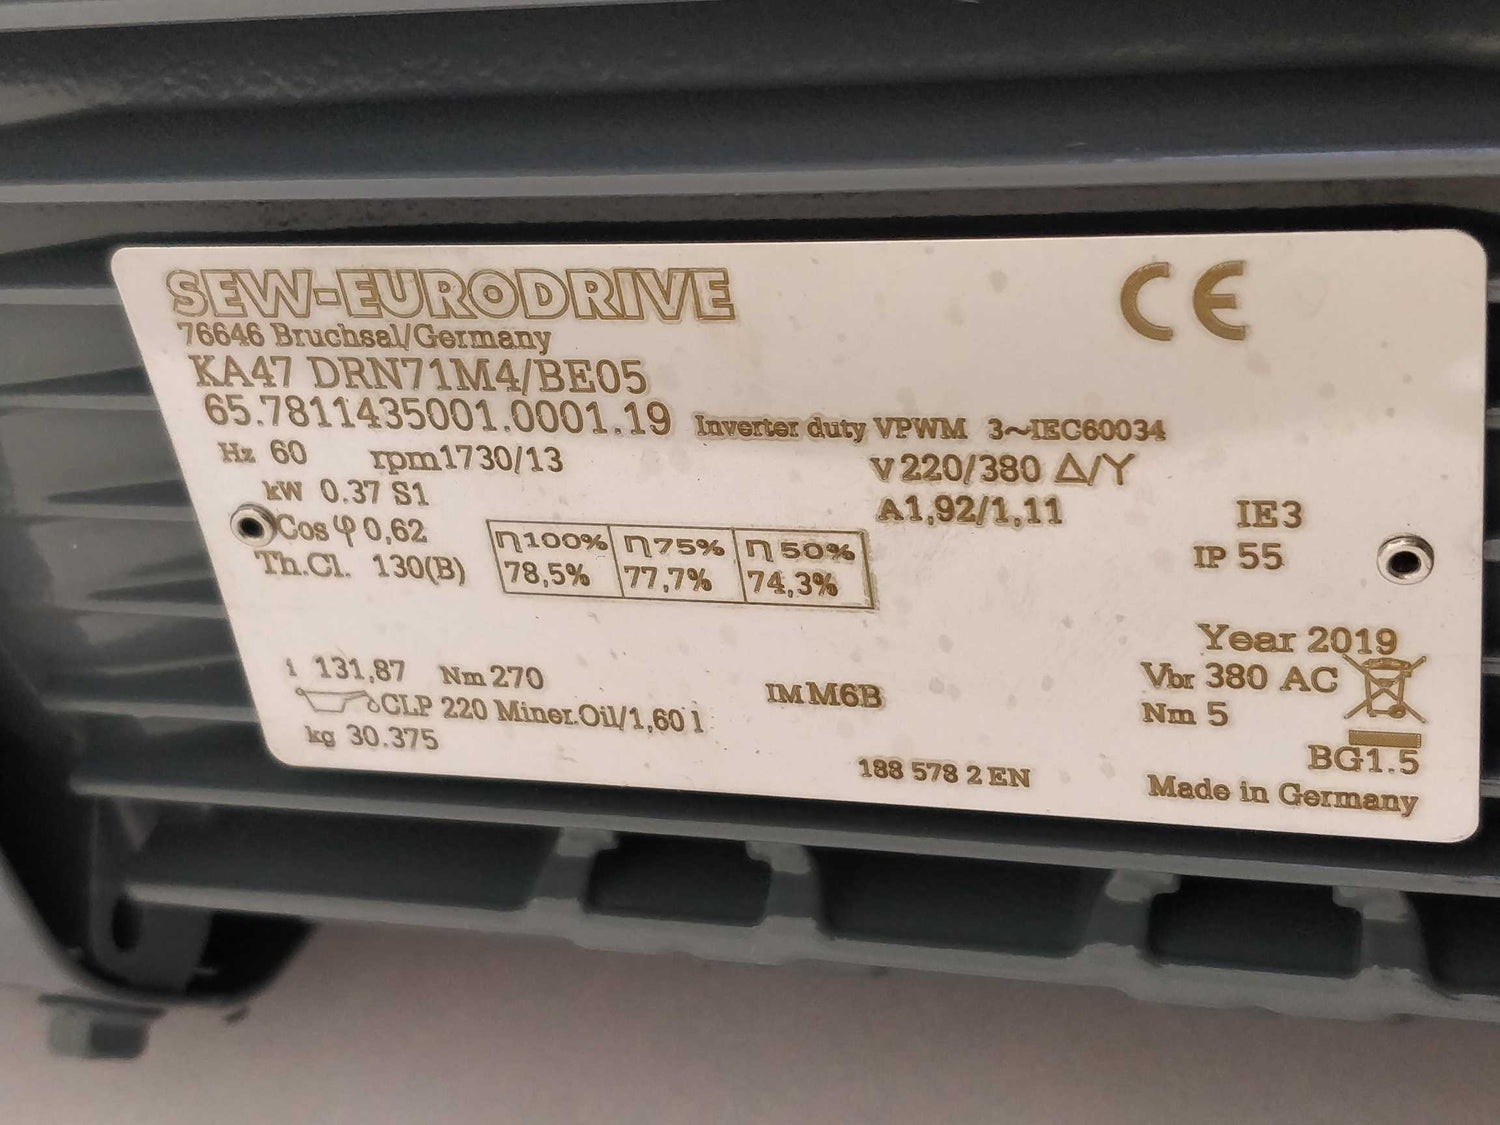 SEW-EURODRIVE CE
76646 Bruchsal/Germany
KA47 DRN71M4/BE05
65.7811435001.0001.19 Inverter duty VPWM 3~IEC60034
Hz 60 rpm1730/13 V 220/380 Δ/Y
kW 0.37 S1 A1,92/1,11 IE3
Cos φ 0,62 IP 55
Th.Cl. 130(B)
η100% η75% η50%
78,5% 77,7% 74,3%
Year 2019
i 131,87 Nm 270 IM M6B Vbr 380 AC
CLP 220 Miner.Oil/1,60 l Nm 5
kg 30.375 BG1.5
188 578 2 EN Made in Germany